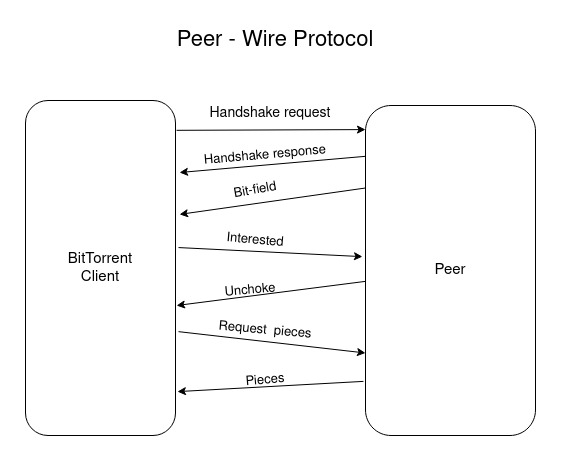 Peer - Wire Protocol
Handshake request
Handshake response
Bit-field
Interested
BitTorrent
Client
Peer
Unchoke
Request pieces
Pieces